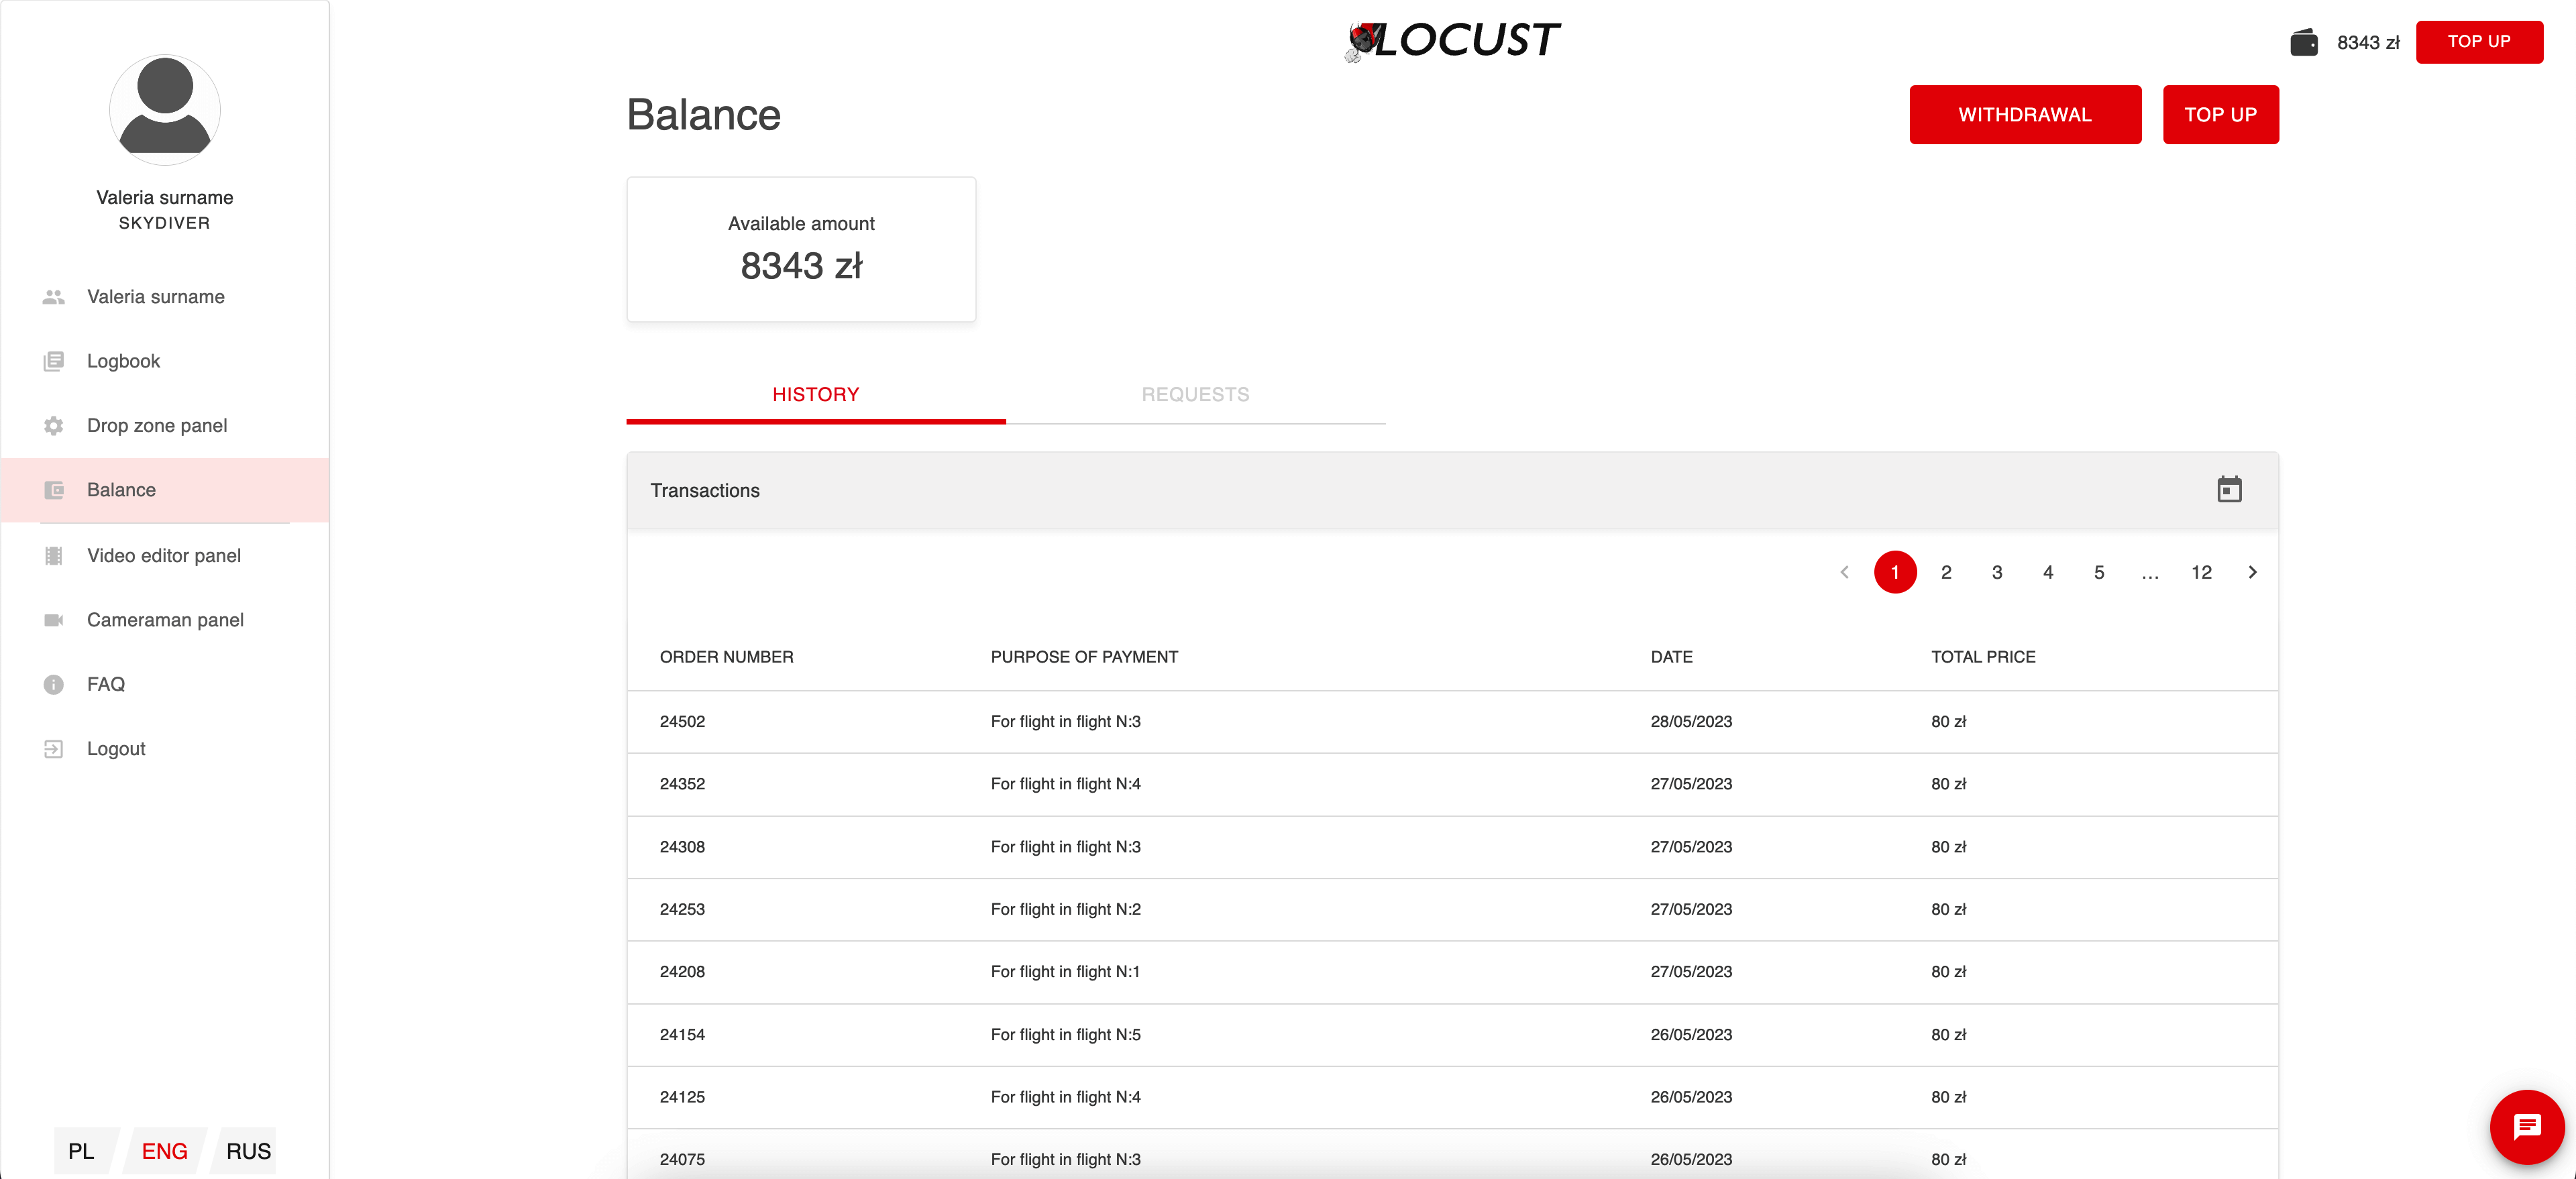 LOCUST
8343 zł
TOP UP
Valeria surname
SKYDIVER
Valeria surname
Logbook
Drop zone panel
Balance
Video editor panel
Cameraman panel
FAQ
Logout
PL ENG RUS
Balance
WITHDRAWAL
TOP UP
Available amount
8343 zł
HISTORY
REQUESTS
Transactions
1 2 3 4 5 ... 12
ORDER NUMBER PURPOSE OF PAYMENT DATE TOTAL PRICE
24502 For flight in flight N:3 28/05/2023 80 zł
24352 For flight in flight N:4 27/05/2023 80 zł
24308 For flight in flight N:3 27/05/2023 80 zł
24253 For flight in flight N:2 27/05/2023 80 zł
24208 For flight in flight N:1 27/05/2023 80 zł
24154 For flight in flight N:5 26/05/2023 80 zł
24125 For flight in flight N:4 26/05/2023 80 zł
24075 For flight in flight N:3 26/05/2023 80 zł